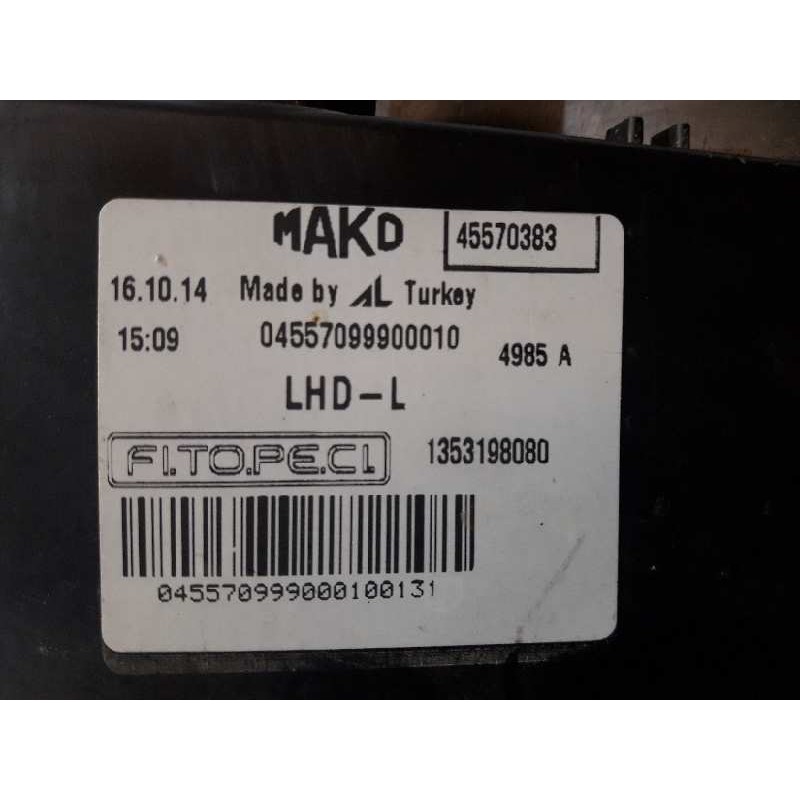 MAKO
45570383
16.10.14 Made by ML Turkey
15:09 04557099900010 4985 A
LHD-L
FI.TO.PE.CI. 1353198080
045570999000100131